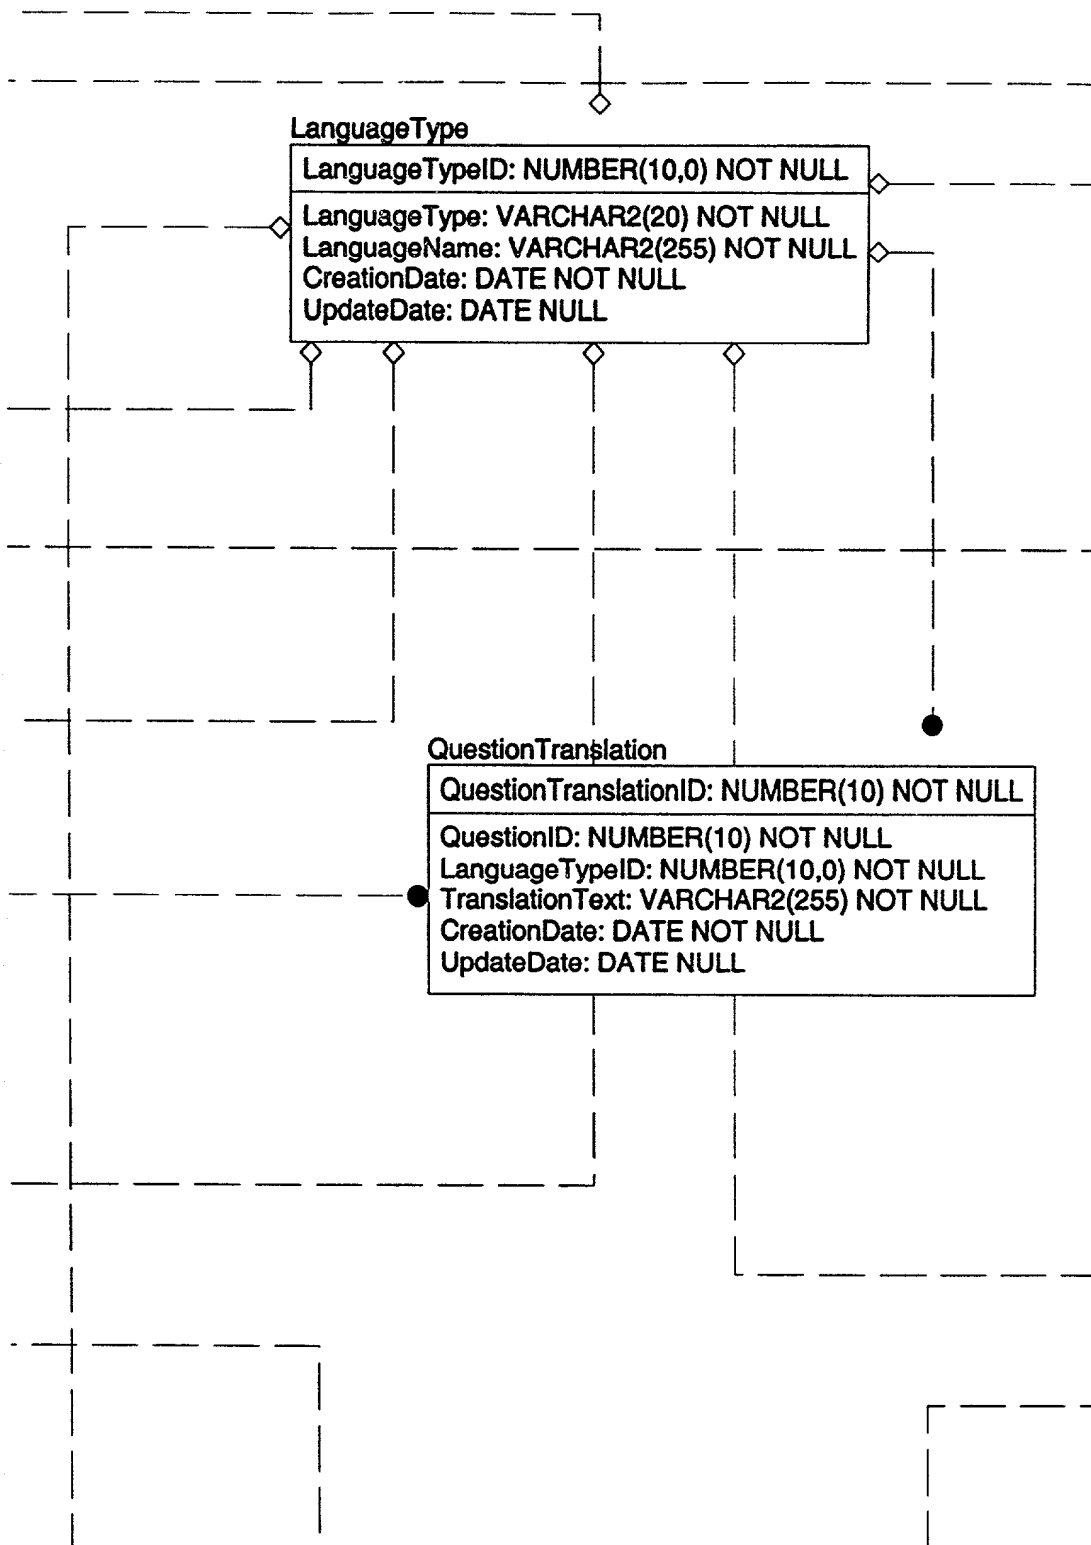 LanguageType
LanguageTypeID: NUMBER(10,0) NOT NULL
LanguageType: VARCHAR2(20) NOT NULL
LanguageName: VARCHAR2(255) NOT NULL
CreationDate: DATE NOT NULL
UpdateDate: DATE NULL
QuestionTranslation
QuestionTranslationID: NUMBER(10) NOT NULL
QuestionID: NUMBER(10) NOT NULL
LanguageTypeID: NUMBER(10,0) NOT NULL
TranslationText: VARCHAR2(255) NOT NULL
CreationDate: DATE NOT NULL
UpdateDate: DATE NULL